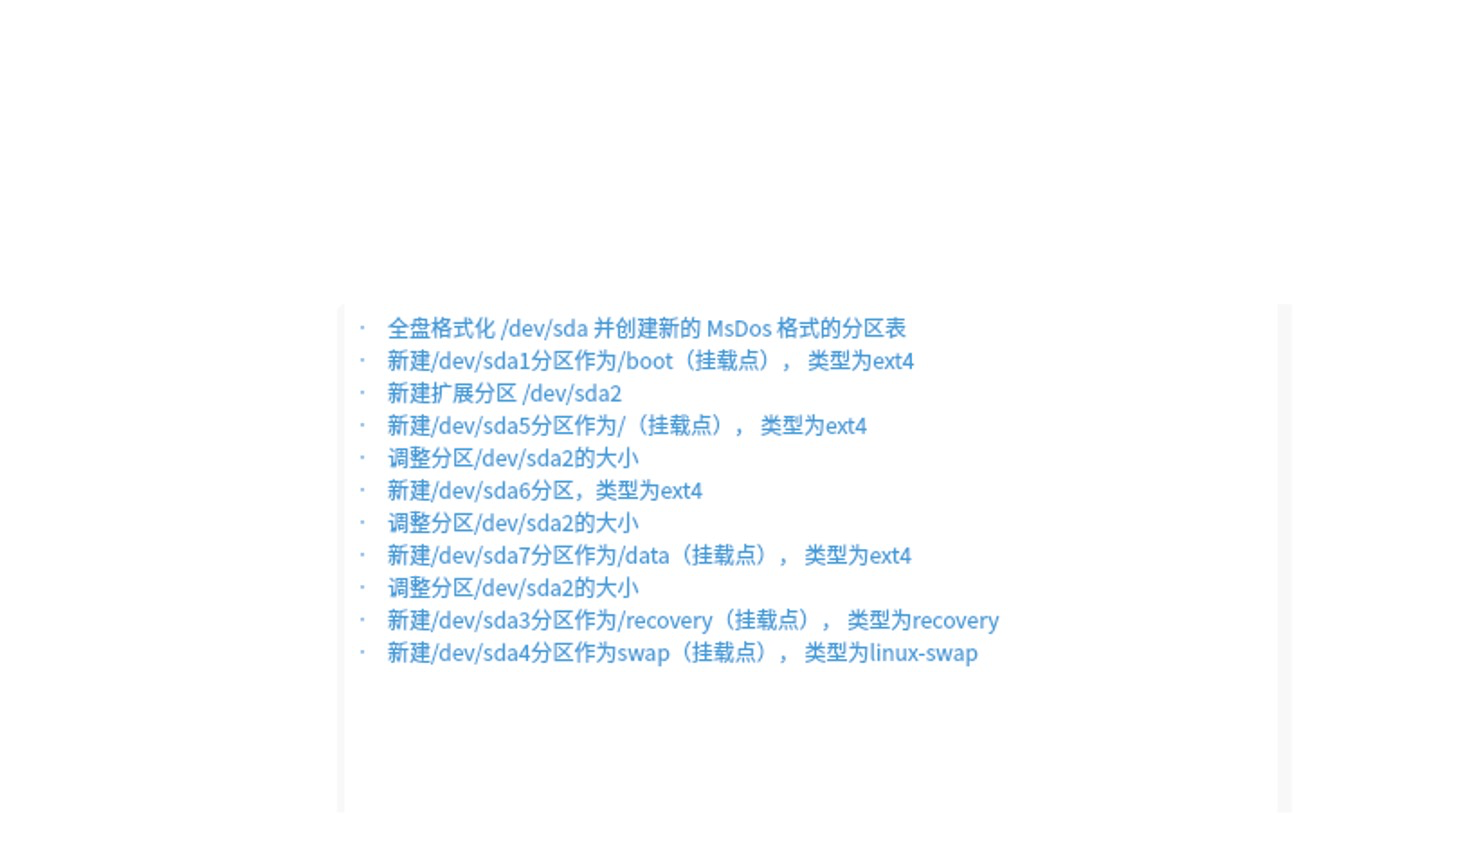 · 全盘格式化 /dev/sda 并创建新的 MsDos 格式的分区表
· 新建/dev/sda1分区作为/boot（挂载点）， 类型为ext4
· 新建扩展分区 /dev/sda2
· 新建/dev/sda5分区作为/（挂载点）， 类型为ext4
· 调整分区/dev/sda2的大小
· 新建/dev/sda6分区，类型为ext4
· 调整分区/dev/sda2的大小
· 新建/dev/sda7分区作为/data（挂载点）， 类型为ext4
· 调整分区/dev/sda2的大小
· 新建/dev/sda3分区作为/recovery（挂载点）， 类型为recovery
· 新建/dev/sda4分区作为swap（挂载点）， 类型为linux-swap